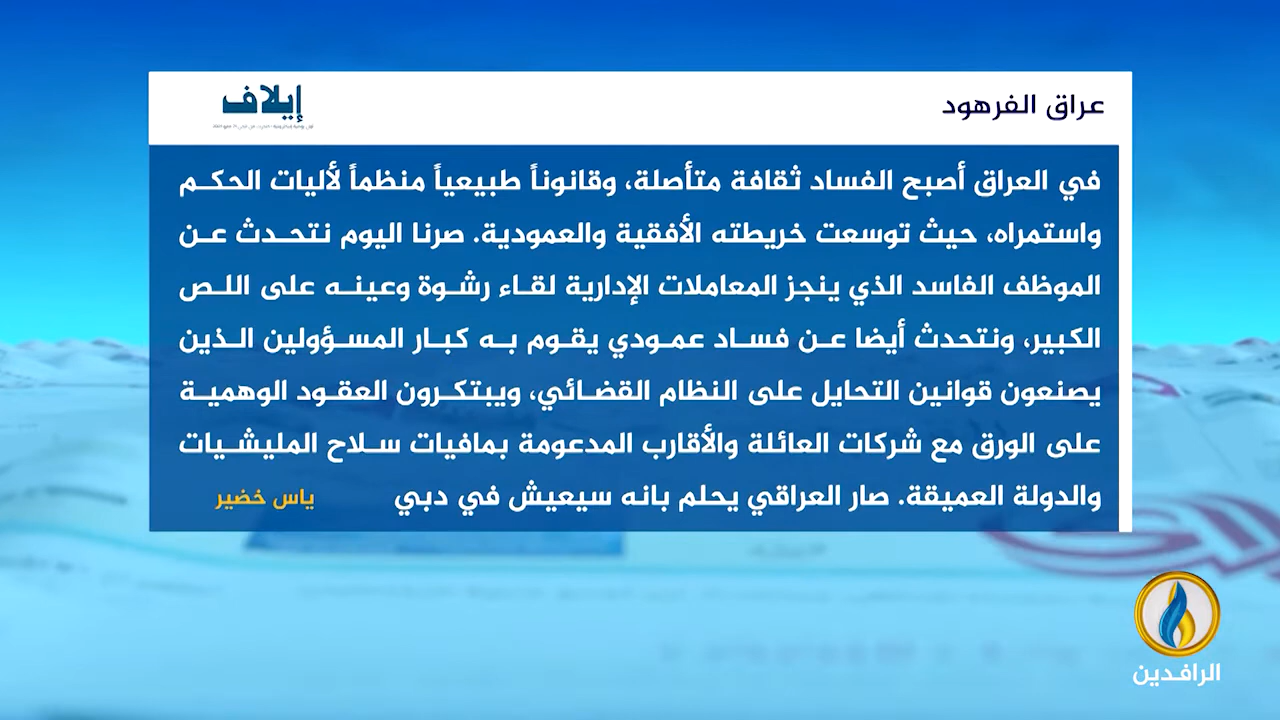 عراق الفرهود
إيلاف
في العراق أصبح الفساد ثقافة متأصلة، وقانوناً طبيعياً منظماً لأليات الحكم
واستمراه، حيث توسعت خريطته الأفقية والعمودية. صرنا اليوم نتحدث عن
الموظف الفاسد الذي ينجز المعاملات الإدارية لقاء رشوة وعينه على اللص
الكبير، ونتحدث أيضا عن فساد عمودي يقوم به كبار المسؤولين الذين
يصنعون قوانين التحايل على النظام القضائي، ويبتكرون العقود الوهمية
على الورق مع شركات العائلة والأقارب المدعومة بمافيات سلاح المليشيات
والدولة العميقة. صار العراقي يحلم بانه سيعيش في دبي
ياس خضير
الرافدين